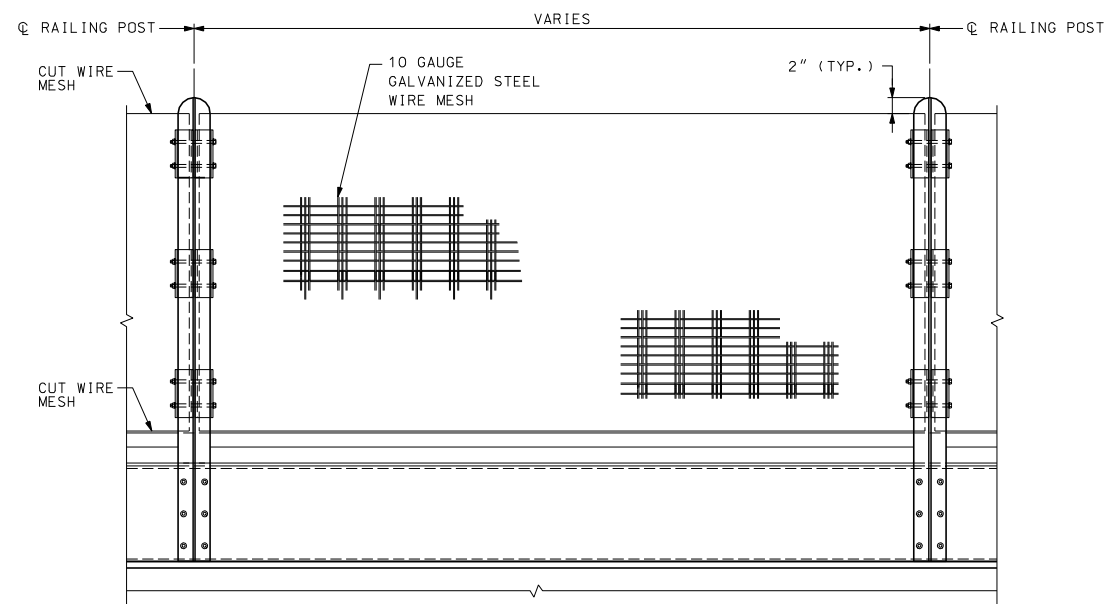 VARIES
℄ RAILING POST
℄ RAILING POST
CUT WIRE
MESH
10 GAUGE
GALVANIZED STEEL
WIRE MESH
2" (TYP.)
CUT WIRE
MESH